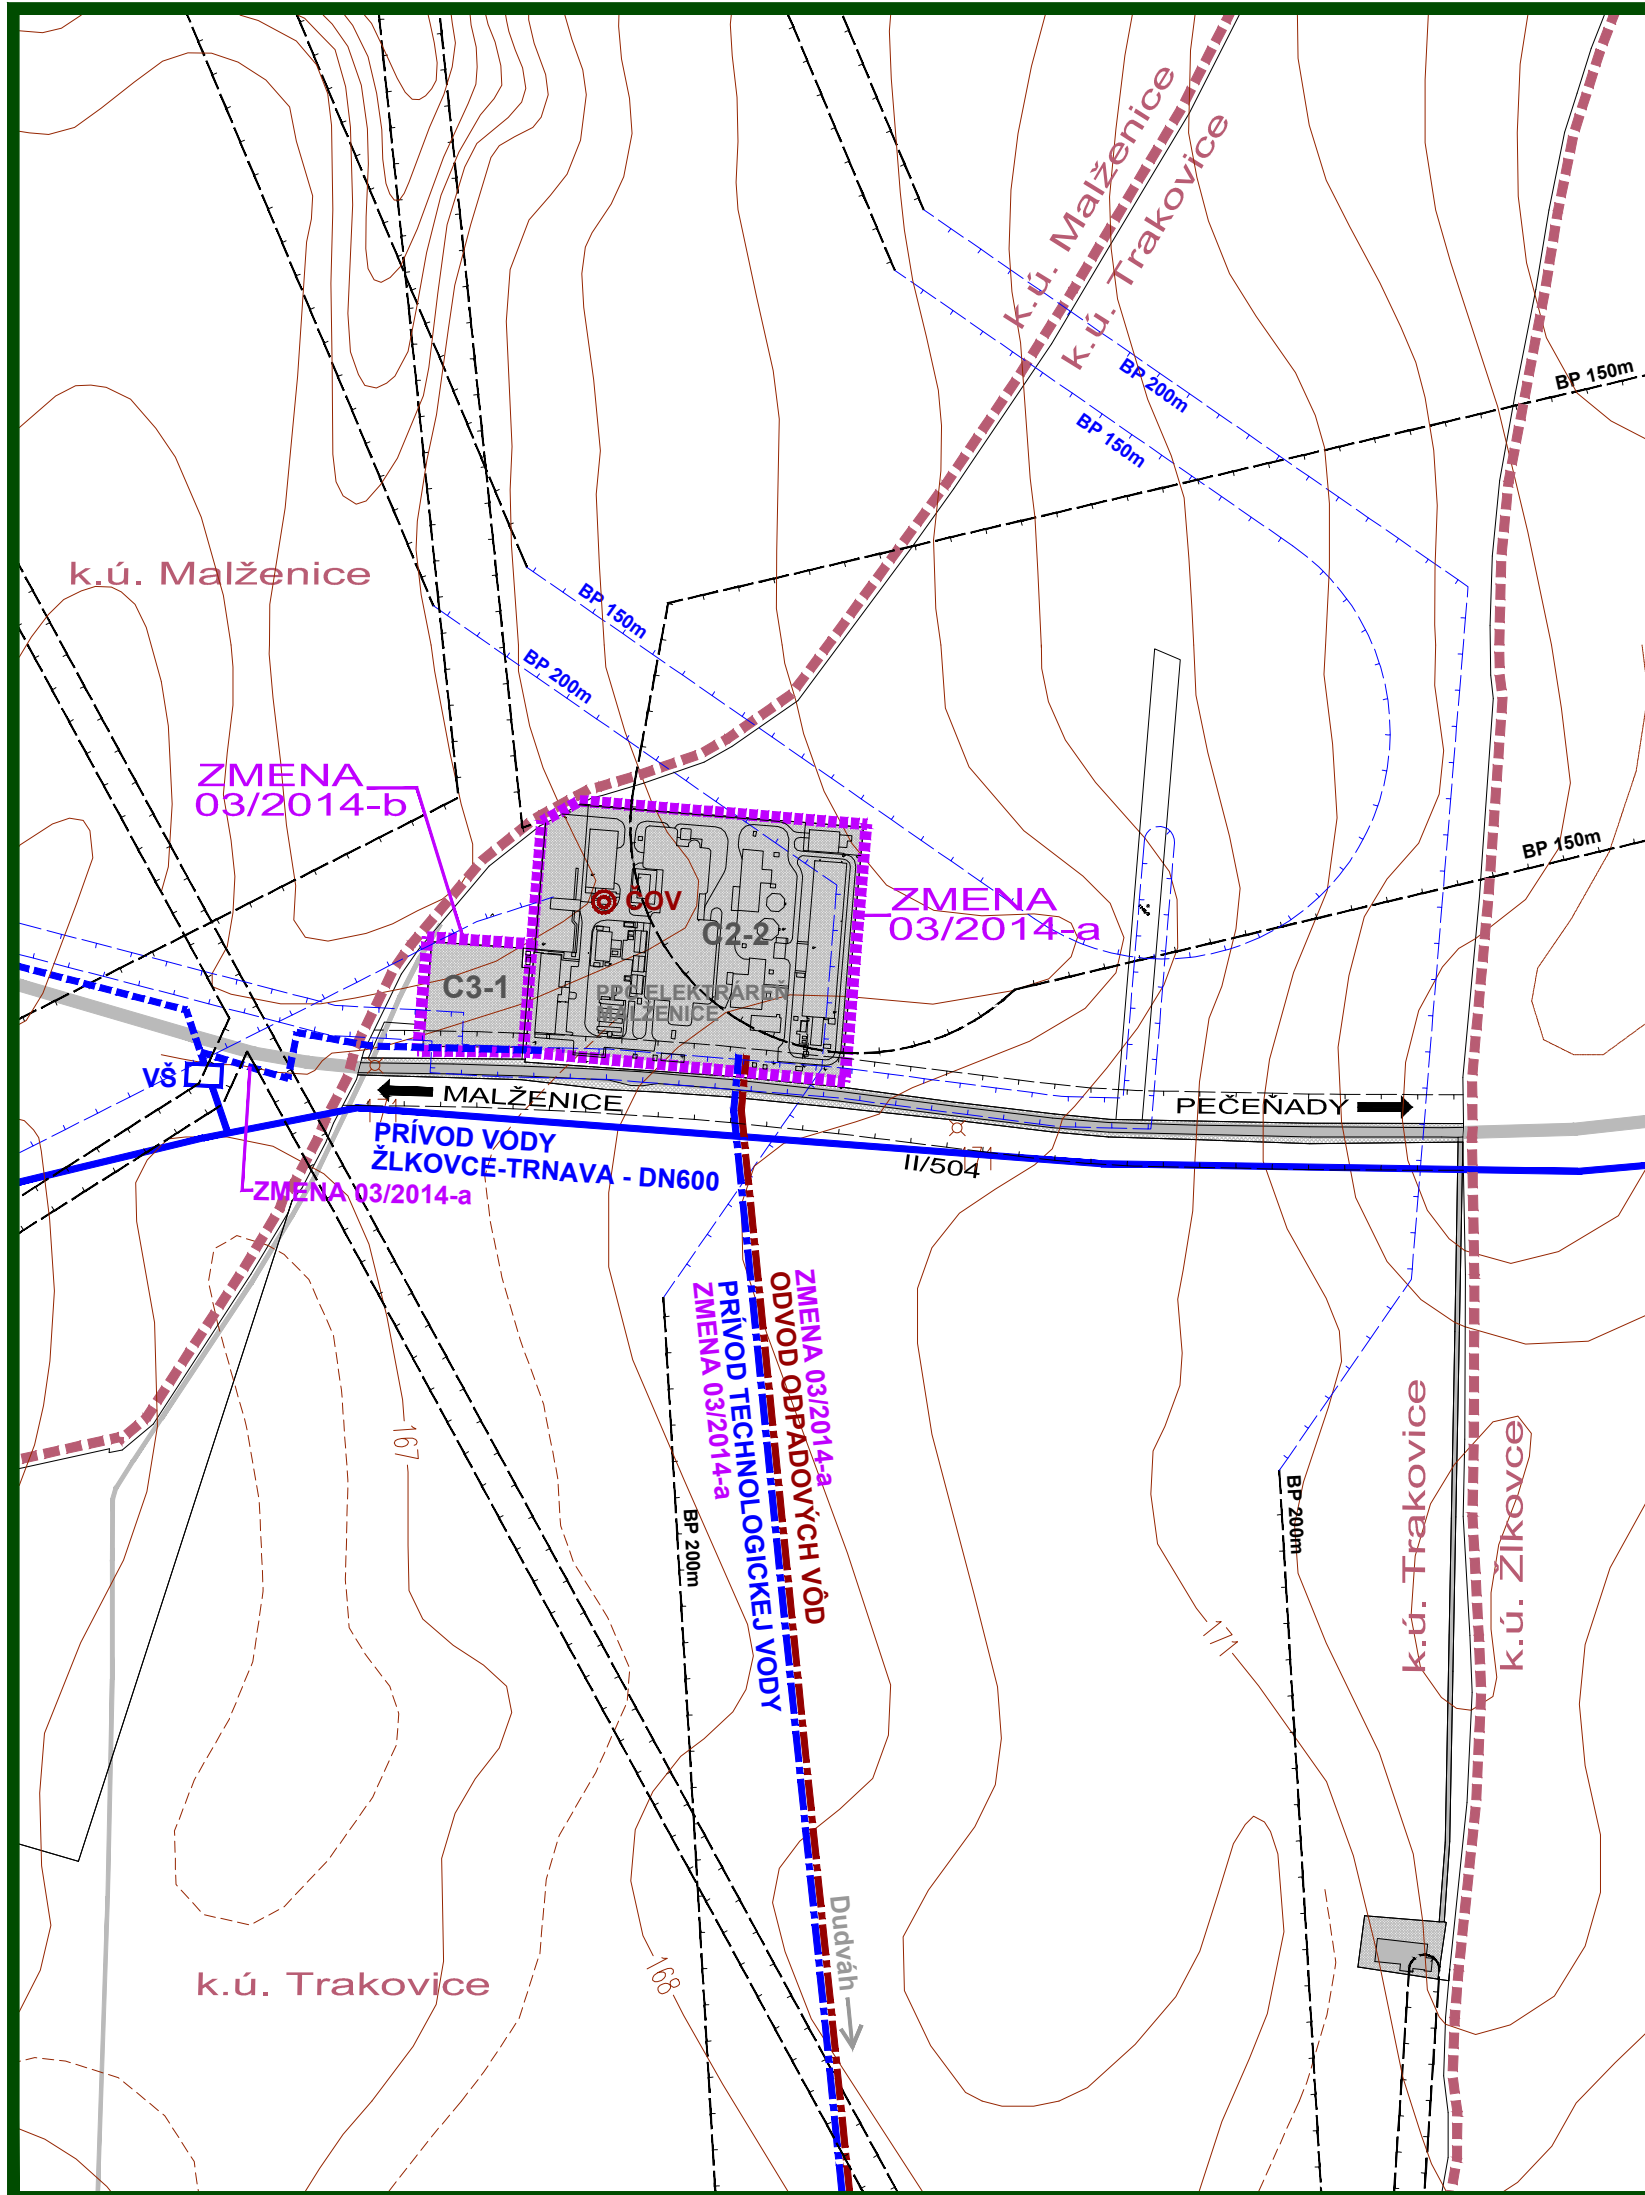 k.ú. Malženice
k.ú. Trakovice
BP 200m
BP 150m
BP 150m
k.ú. Malženice
BP 150m
BP 200m
ZMENA
03/2014-b
BP 150m
ČOV
C2-2
ZMENA
03/2014-a
C3-1
PPC ELEKTRÁREŇ
MALŽENICE
VŠ
MALŽENICE
PEČEŇADY
171
PRÍVOD VODY
ŽLKOVCE-TRNAVA - DN600
II/504
171
ZMENA 03/2014-a
ZMENA 03/2014-a
ODVOD ODPADOVÝCH VÔD
PRÍVOD TECHNOLOGICKEJ VODY
ZMENA 03/2014-a
167
BP 200m
BP 200m
k.ú. Trakovice
k.ú. Žlkovce
171
Dudváh
168
k.ú. Trakovice